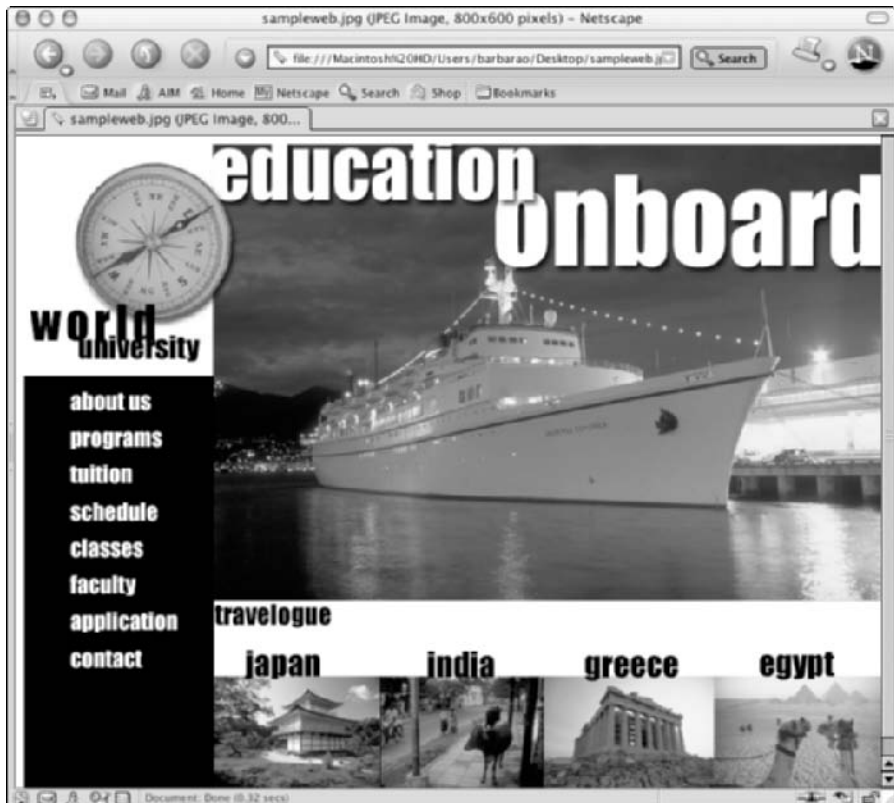 sampleweb.jpg (JPEG Image, 800x600 pixels) – Netscape
file:///Macintosh%20HD/Users/barbarao/Desktop/sampleweb.j
Search
Mail AIM Home Netscape Search Shop Bookmarks
sampleweb.jpg (JPEG Image, 800...
education
onboard
world
university
about us
programs
tuition
schedule
classes
faculty
application
contact
travelogue
japan india greece egypt
Document: Done (0.32 secs)